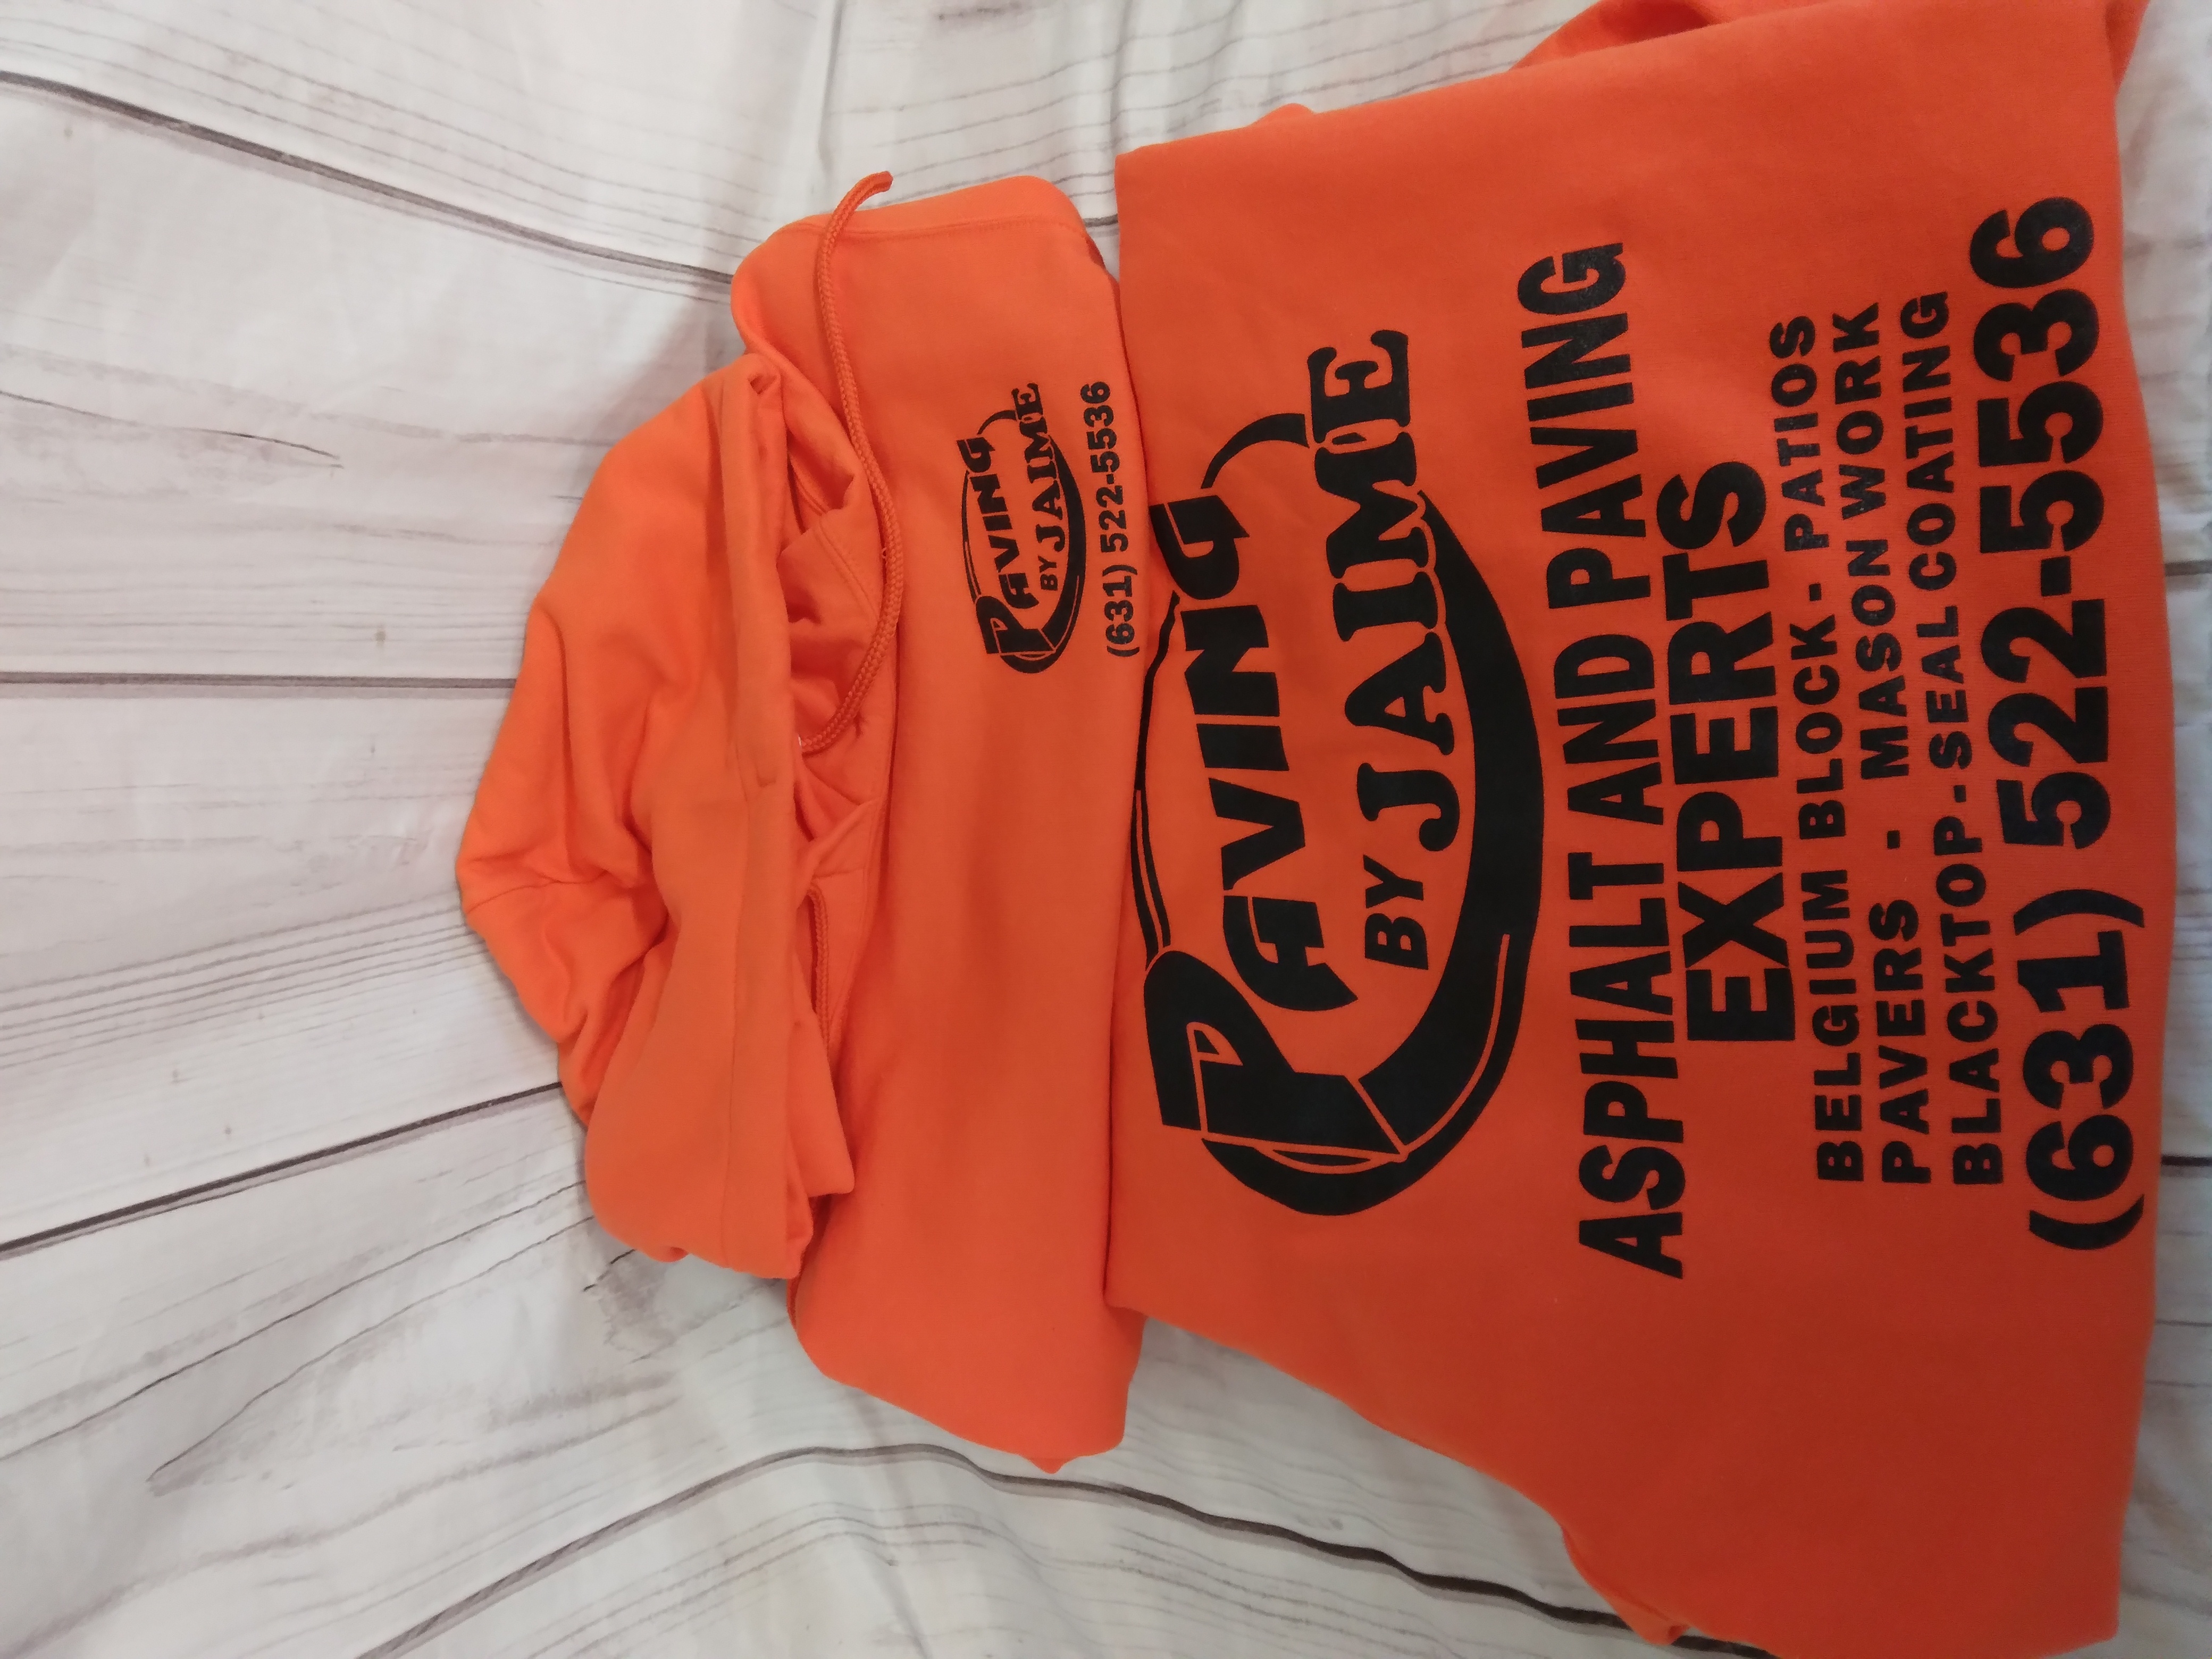 PAVING
BY JAIME
(631) 522-5536
PAVING
BY JAIME
ASPHALT AND PAVING
EXPERTS
BELGIUM BLOCK - PATIOS
PAVERS - MASON WORK
BLACKTOP - SEAL COATING
(631) 522-5536